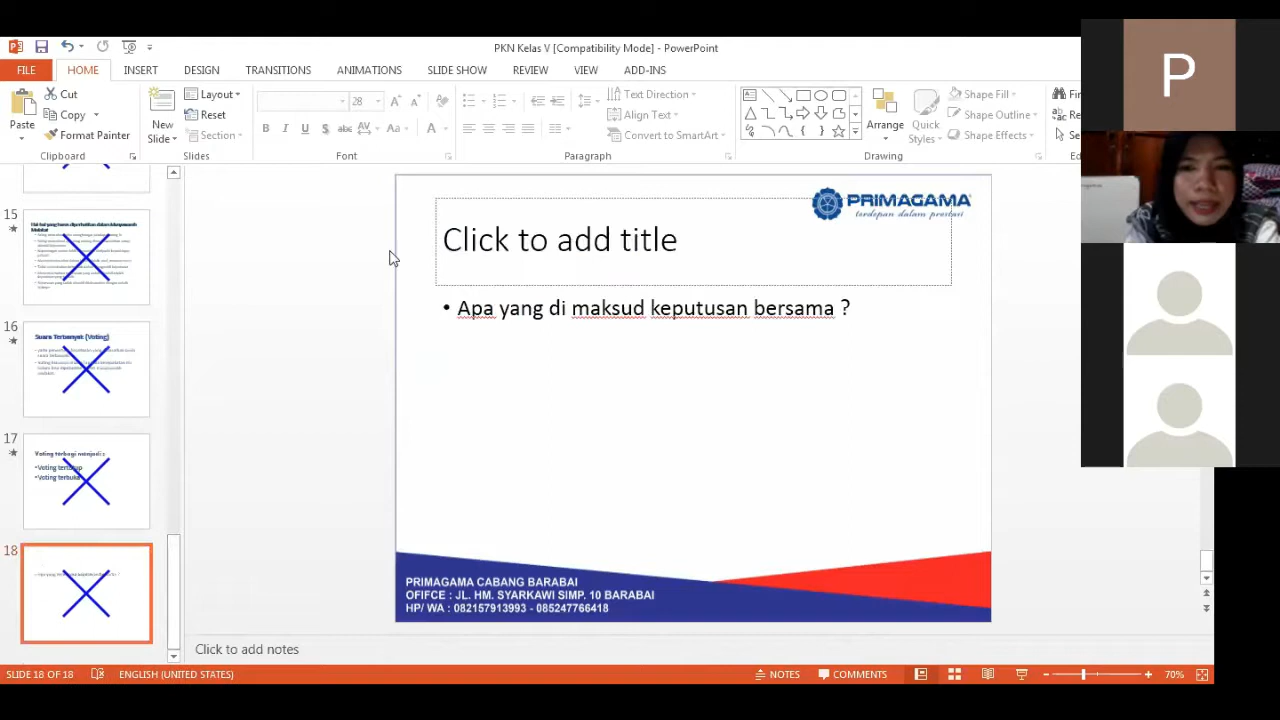 PKN Kelas V [Compatibility Mode] - PowerPoint
FILE HOME INSERT DESIGN TRANSITIONS ANIMATIONS SLIDE SHOW REVIEW VIEW ADD-INS
Paste
Cut
Copy
Format Painter
Clipboard
New Slide
Layout
Reset
Section
Slides
28
B I U S abc AV Aa A
Font
Text Direction
Align Text
Convert to SmartArt
Paragraph
Arrange
Quick Styles
Shape Fill
Shape Outline
Shape Effects
Drawing
P
15
16
Suara Terbanyak (Voting)
17
Voting terbagi menjadi :
•Voting tertutup
•Voting terbuka
18
PRIMAGAMA
terdepan dalam prestasi
Click to add title
• Apa yang di maksud keputusan bersama ?
PRIMAGAMA CABANG BARABAI
OFIFCE : JL. HM. SYARKAWI SIMP. 10 BARABAI
HP/ WA : 082157913993 - 085247766418
Click to add notes
SLIDE 18 OF 18 ENGLISH (UNITED STATES) NOTES COMMENTS 70%